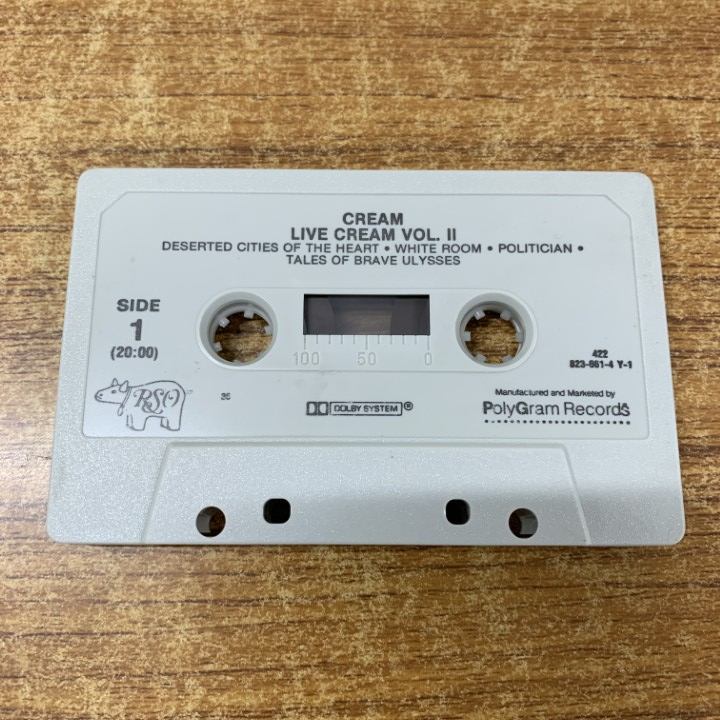 CREAM
LIVE CREAM VOL. II
DESERTED CITIES OF THE HEART • WHITE ROOM • POLITICIAN •
TALES OF BRAVE ULYSSES
SIDE
1
(20:00)
100 50 0
422
823-661-4 Y-1
RSO
36
DOLBY SYSTEM ®
Manufactured and Marketed by
PolyGram Records